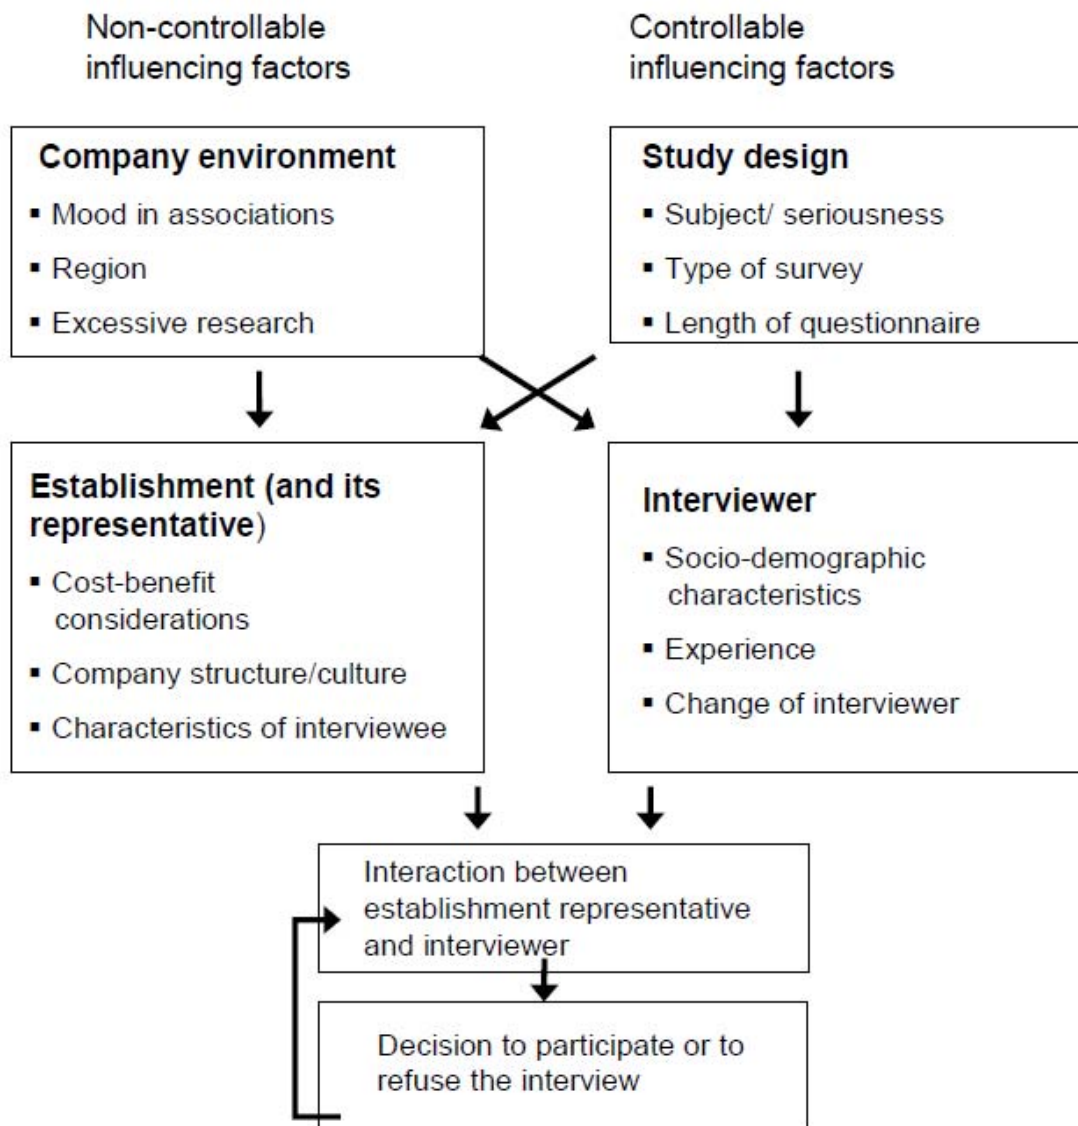 Non-controllable
influencing factors
Controllable
influencing factors
Company environment
▪ Mood in associations
▪ Region
▪ Excessive research
Study design
▪ Subject/ seriousness
▪ Type of survey
▪ Length of questionnaire
Establishment (and its
representative)
▪ Cost-benefit
considerations
▪ Company structure/culture
▪ Characteristics of interviewee
Interviewer
▪ Socio-demographic
characteristics
▪ Experience
▪ Change of interviewer
Interaction between
establishment representative
and interviewer
Decision to participate or to
refuse the interview